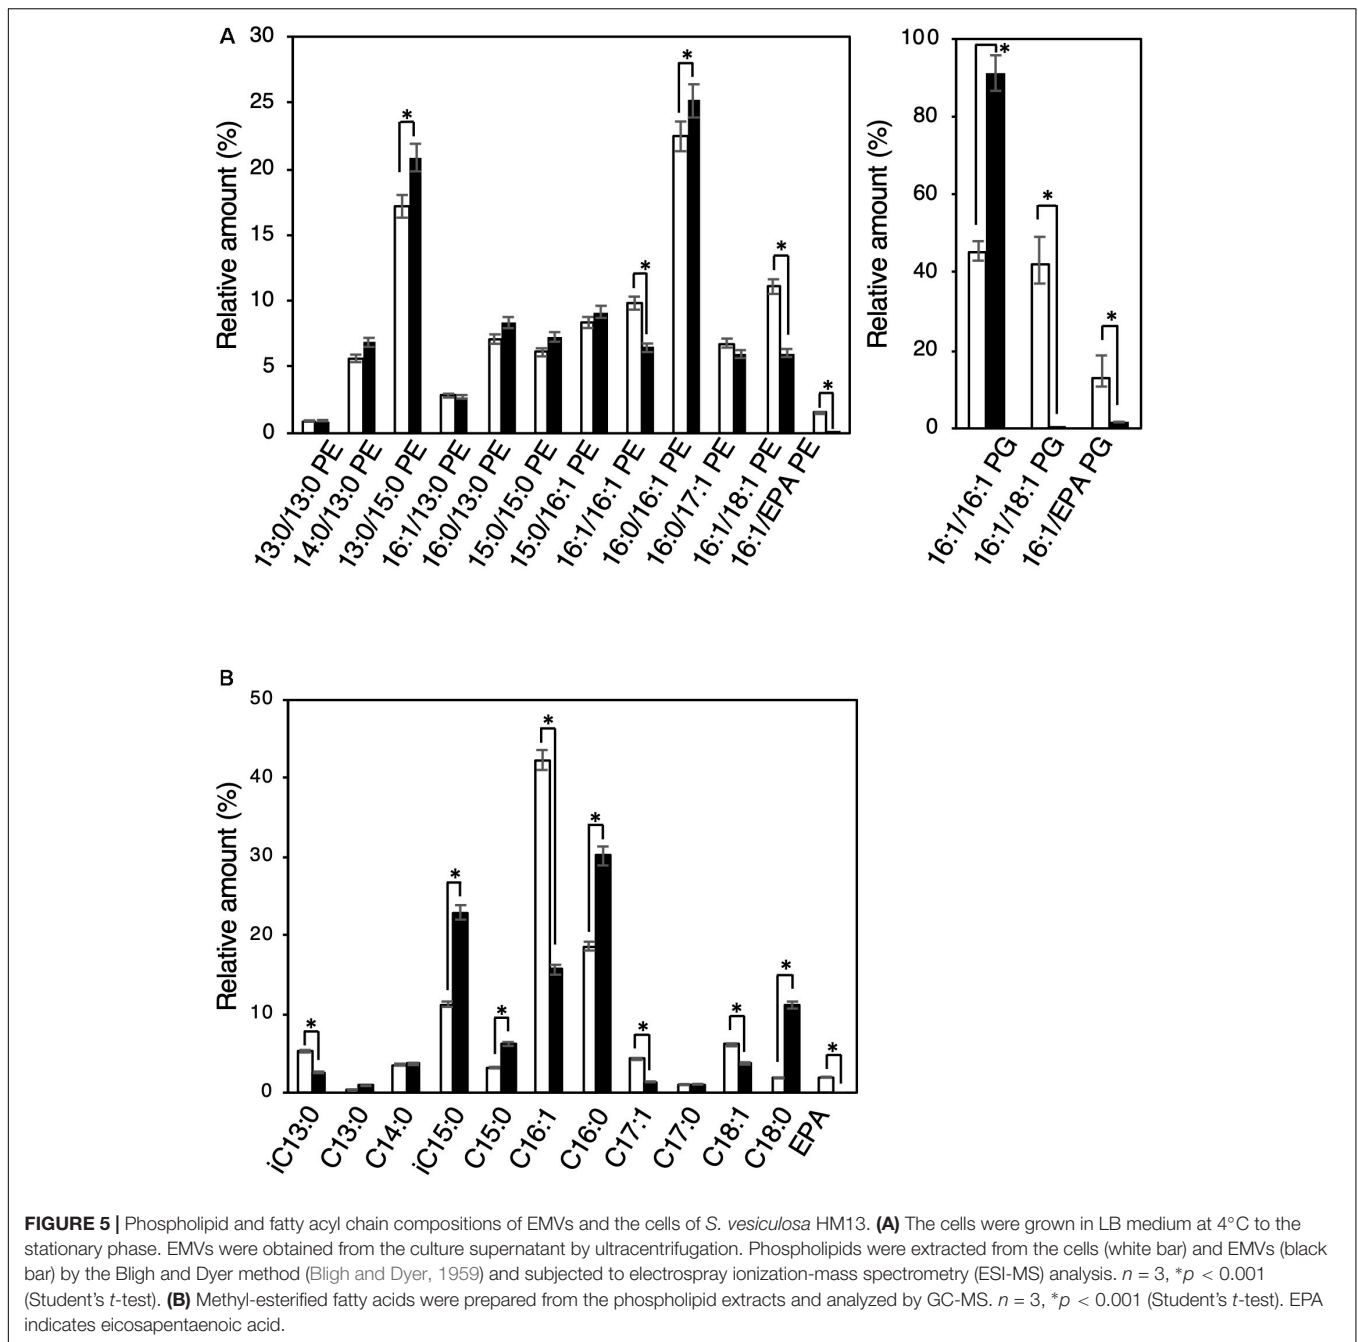 A
30
25
20
15
10
5
0
Relative amount (%)
*
*
*
*
*
13:0/13:0 PE
14:0/13:0 PE
13:0/15:0 PE
16:1/13:0 PE
16:0/13:0 PE
15:0/15:0 PE
15:0/16:1 PE
16:1/16:1 PE
16:0/16:1 PE
16:0/17:1 PE
16:1/18:1 PE
16:1/EPA PE
100
80
60
40
20
0
Relative amount (%)
*
*
*
16:1/16:1 PG
16:1/18:1 PG
16:1/EPA PG
B
50
40
30
20
10
0
Relative amount (%)
*
*
*
*
*
*
*
*
*
iC13:0
C13:0
C14:0
iC15:0
C15:0
C16:1
C16:0
C17:1
C17:0
C18:1
C18:0
EPA
FIGURE 5 | Phospholipid and fatty acyl chain compositions of EMVs and the cells of S. vesiculosa HM13. (A) The cells were grown in LB medium at 4°C to the
stationary phase. EMVs were obtained from the culture supernatant by ultracentrifugation. Phospholipids were extracted from the cells (white bar) and EMVs (black
bar) by the Bligh and Dyer method (Bligh and Dyer, 1959) and subjected to electrospray ionization-mass spectrometry (ESI-MS) analysis. n = 3, *p < 0.001
(Student's t-test). (B) Methyl-esterified fatty acids were prepared from the phospholipid extracts and analyzed by GC-MS. n = 3, *p < 0.001 (Student's t-test). EPA
indicates eicosapentaenoic acid.